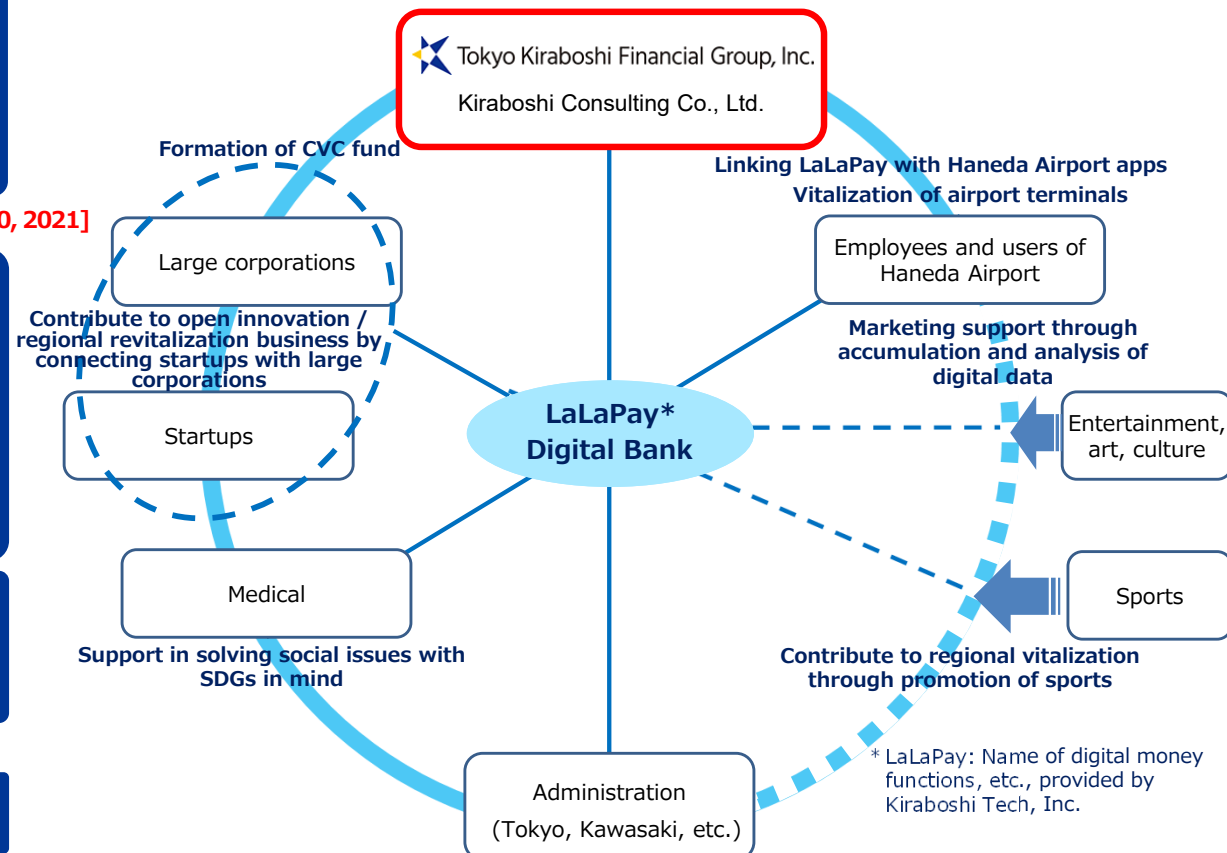 Tokyo Kiraboshi Financial Group, Inc.
Kiraboshi Consulting Co., Ltd.
Formation of CVC fund
Linking LaLaPay with Haneda Airport apps
Vitalization of airport terminals
0, 2021]
Large corporations
Employees and users of
Haneda Airport
Contribute to open innovation /
regional revitalization business by
connecting startups with large
corporations
Marketing support through
accumulation and analysis of
digital data
Startups
LaLaPay*
Digital Bank
Entertainment,
art, culture
Medical
Sports
Support in solving social issues with
SDGs in mind
Contribute to regional vitalization
through promotion of sports
Administration
(Tokyo, Kawasaki, etc.)
* LaLaPay: Name of digital money
functions, etc., provided by
Kiraboshi Tech, Inc.